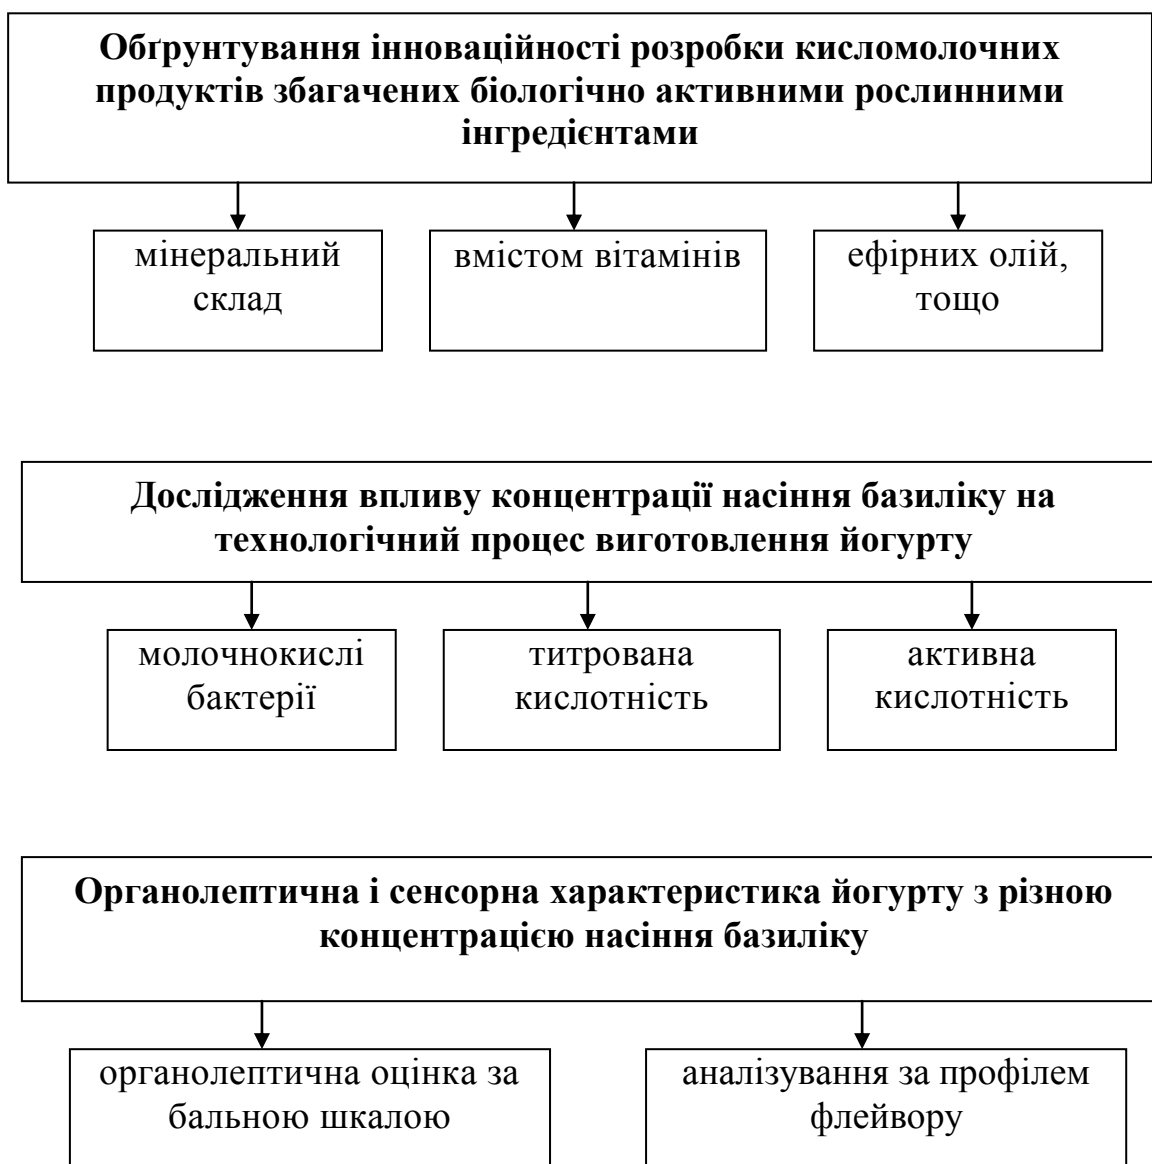 Обґрунтування інноваційності розробки кисломолочних
продуктів збагачених біологічно активними рослинними
інгредієнтами
мінеральний
склад
вмістом вітамінів
ефірних олій,
тощо
Дослідження впливу концентрації насіння базиліку на
технологічний процес виготовлення йогурту
молочнокислі
бактерії
титрована
кислотність
активна
кислотність
Органолептична і сенсорна характеристика йогурту з різною
концентрацією насіння базиліку
органолептична оцінка за
бальною шкалою
аналізування за профілем
флейвору